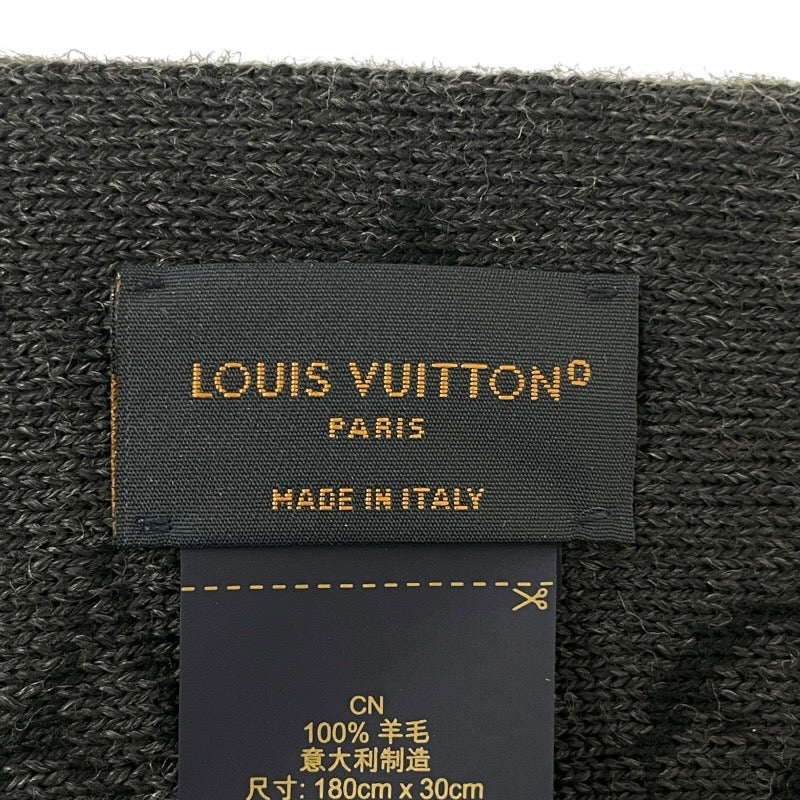 LOUIS VUITTON®
PARIS
MADE IN ITALY
CN
100% 羊毛
意大利制造
尺寸: 180cm x 30cm